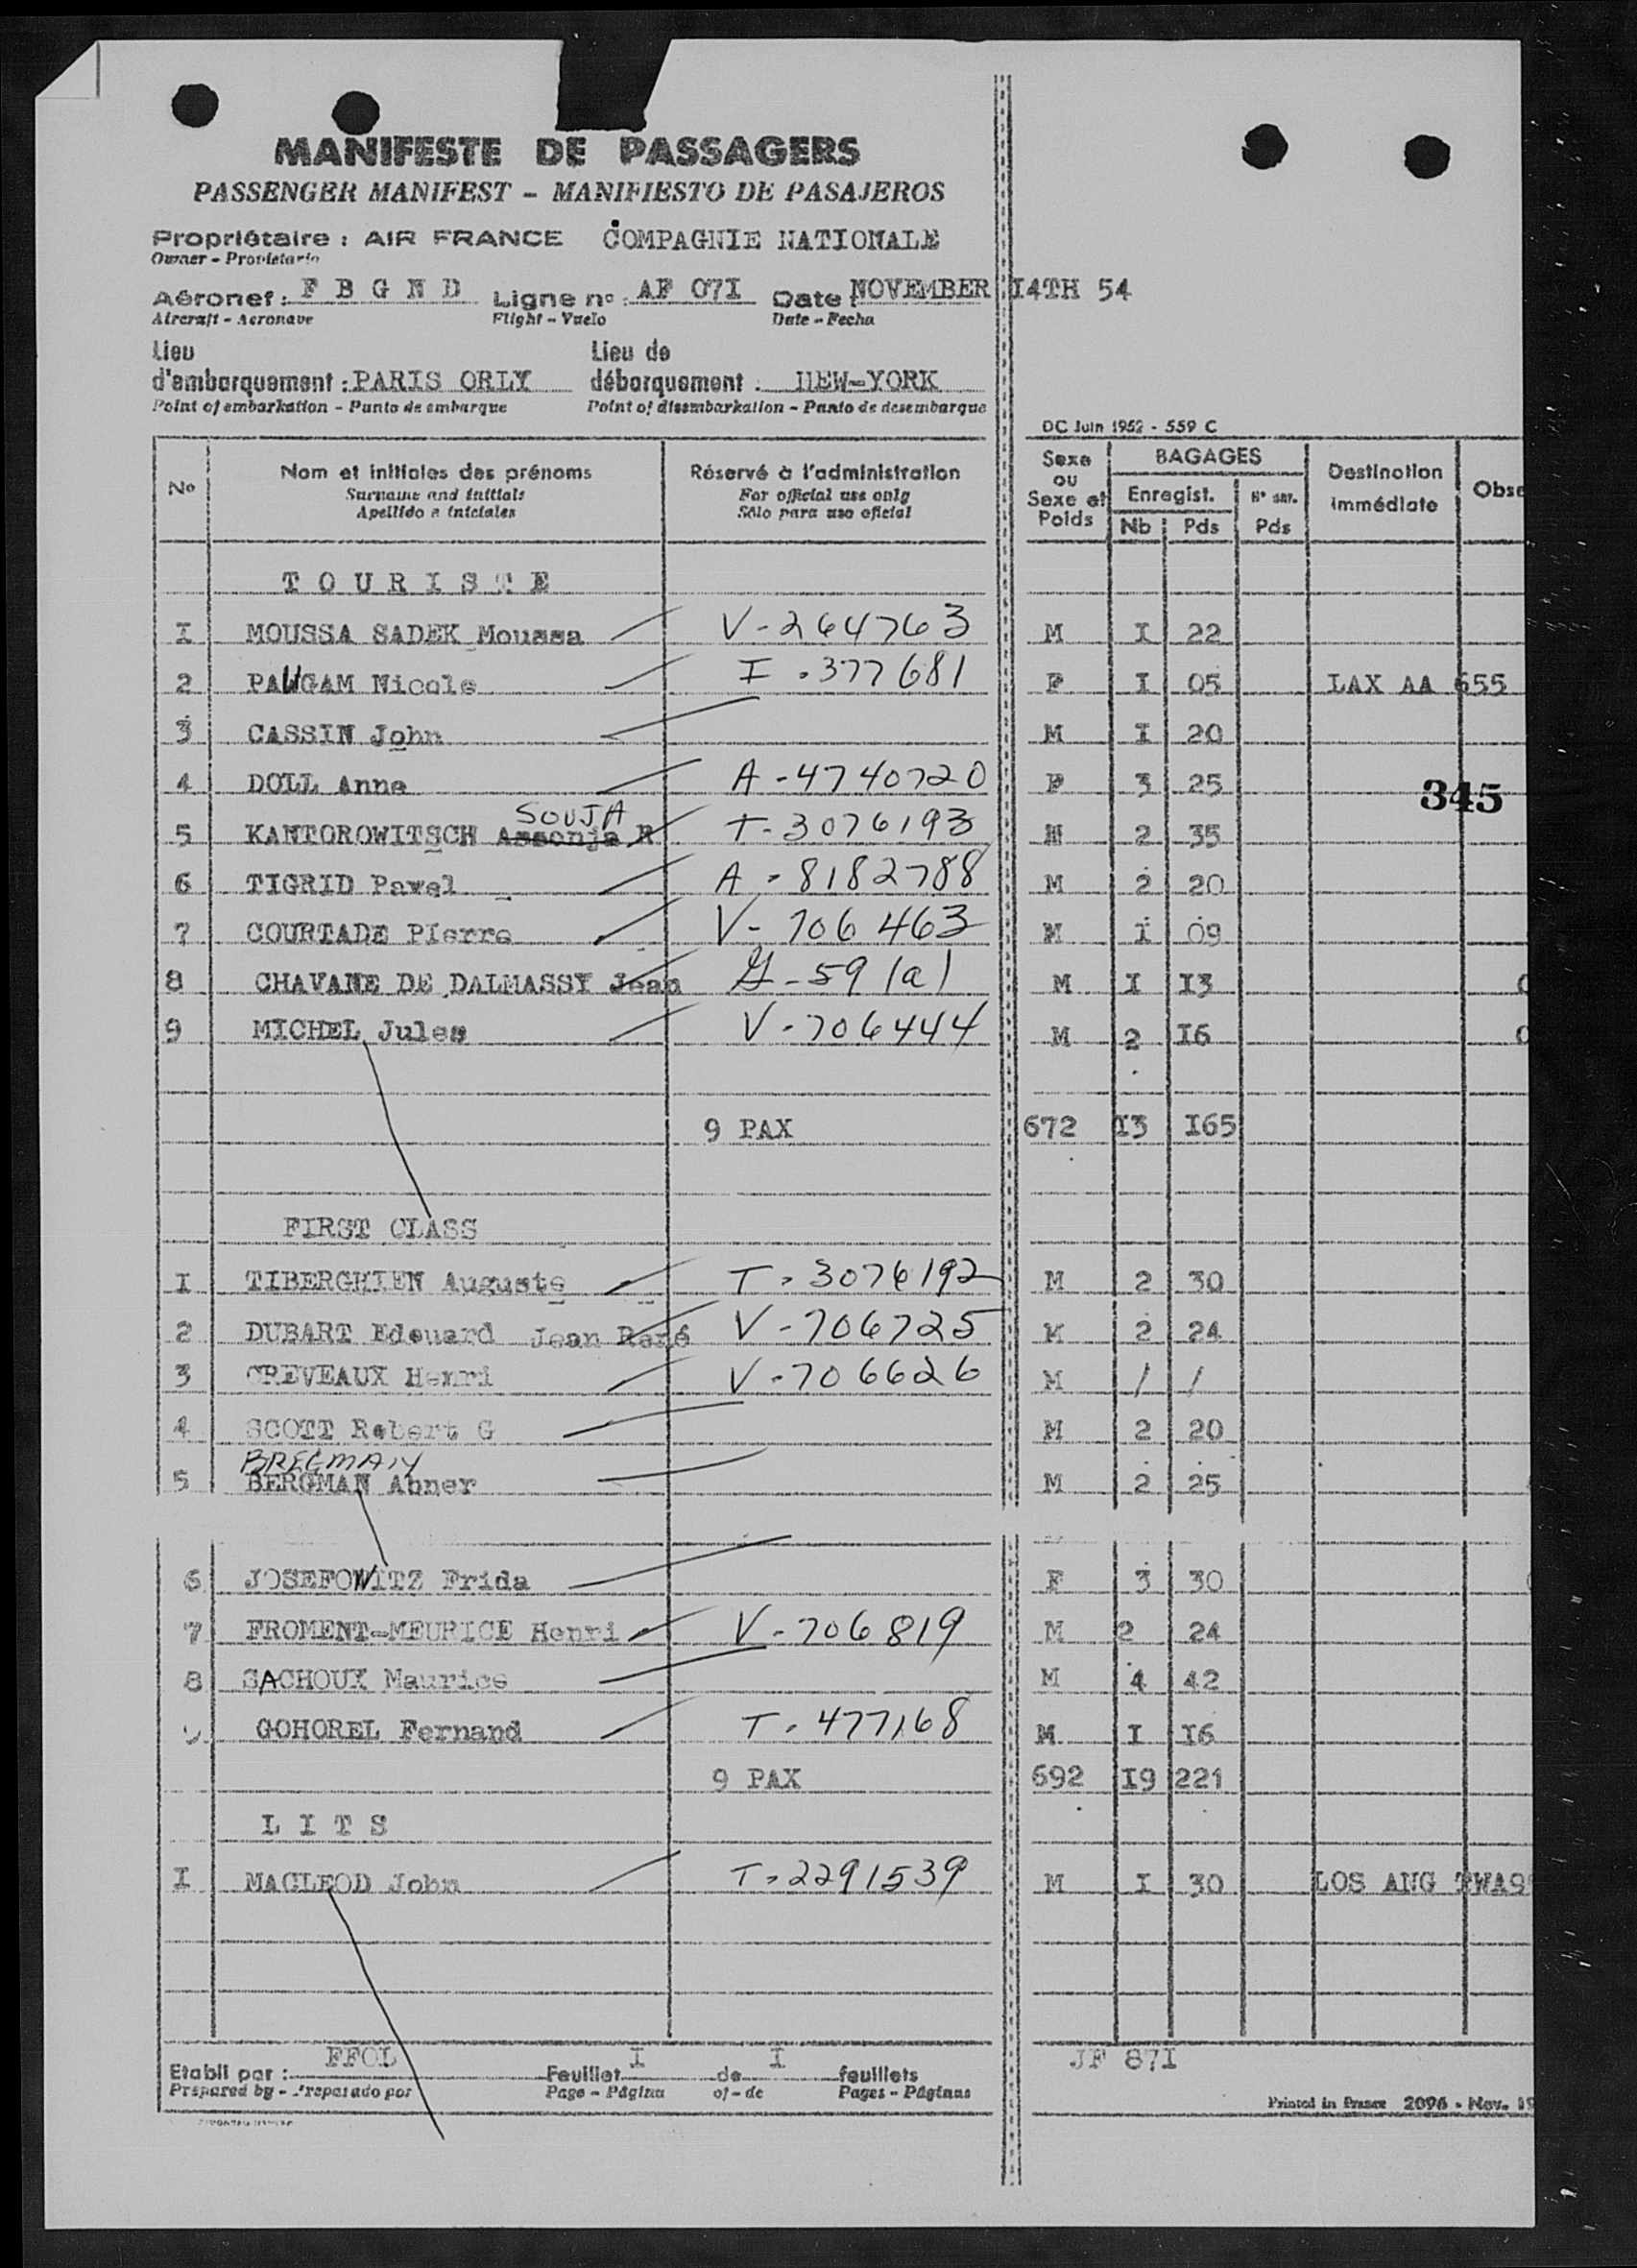 MANIFESTE DE PASSAGERS
PASSENGER MANIFEST - MANIFIESTO DE PASAJEROS
Propriétaire : AIR FRANCE COMPAGNIE NATIONALE
Owner - Propietario
Aéronef : F B G N D Ligne n° : AF 07I Date : NOVEMBER I4TH 54
Aircraft - Aeronave Flight - Vuelo Date - Fecha
Lieu d'embarquement : PARIS ORLY Lieu de débarquement : NEW-YORK
Point of embarkation - Punto de embarque Point of disembarkation - Punto de desembarque
DC Juin 1952 - 559 C
N° Nom et initiales des prénoms Réservé à l'administration Sexe ou Sexe et Poids BAGAGES Destination immédiate Obse
Surname and initials For official use only Enregist. N° enr.
Apellido e iniciales Sólo para uso oficial Nb Pds Pds
T O U R I S T E
I MOUSSA SADEK Moussa V-264763 M I 22
2 PAUGAM Nicole I-377681 F I 05 LAX AA 655
3 CASSIN John M I 20
4 DOLL Anne A-4740720 F 3 25
345
SOUJA
5 KANTOROWITSCH Assonja R T-3076193 M 2 35
6 TIGRID Pavel A-8182788 M 2 20
7 COURTADE PIerre V-706463 M I 09
8 CHAVANE DE DALMASSY Jean M I I3
9 MICHEL Jules V-706444 M 2 I6
9 PAX 672 I3 I65
FIRST CLASS
I TIBERGHIEN Auguste T-3076192 M 2 30
2 DUBART Edouard Jean René V-706725 M 2 24
3 CREVEAUX Henri V-706626 M / /
4 SCOTT Robert G M 2 20
BREGMAN
5 BERGMAN Abner M 2 25
6 JOSEFOWITZ Frida F 3 30
7 FROMENT-MEURICE Henri V-706819 M 2 24
8 SACHOUX Maurice M 4 42
GOHOREL Fernand T-477168 M I I6
9 PAX 692 I9 221
L I T S
I MACLEOD John T-2291539 M I 30 LOS ANG TWA9
Etabli par : FFOL Feuillet I de I feuillets JF 87I
Prepared by - Preparado por Page - Página of - de Pages - Páginas
Printed in France 2096 - Nov. 19